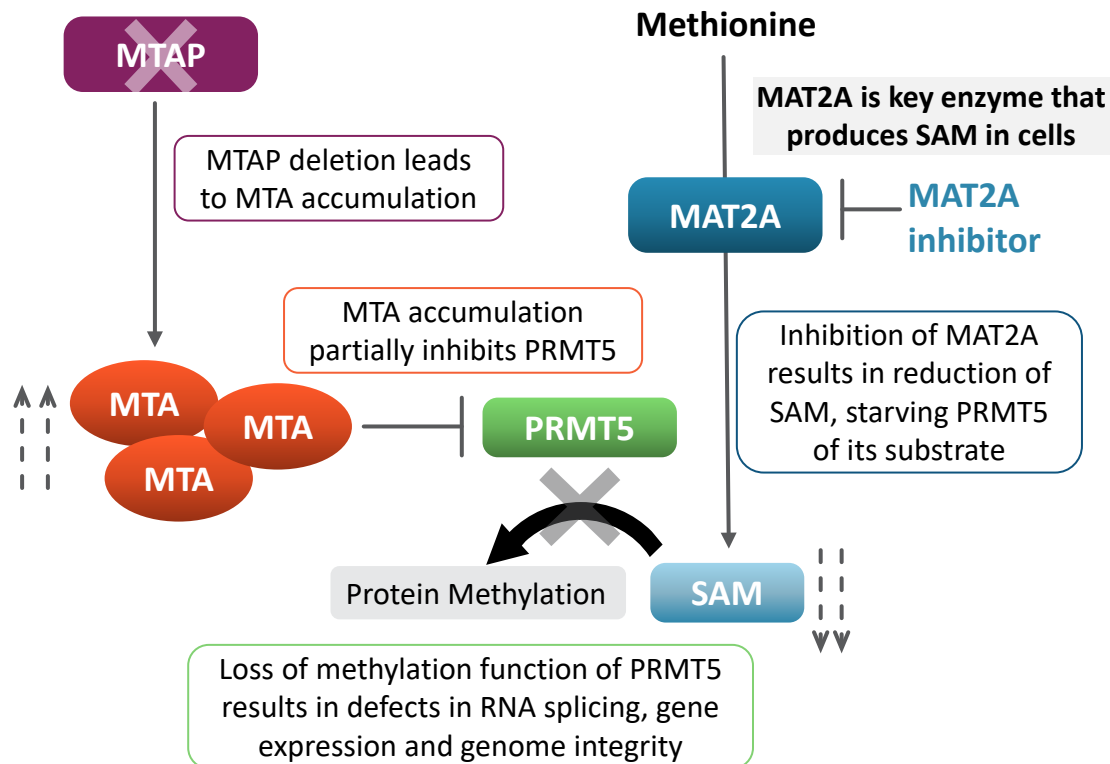 MTAP
Methionine
MAT2A is key enzyme that
produces SAM in cells
MTAP deletion leads
to MTA accumulation
MAT2A
MAT2A
inhibitor
MTA accumulation
partially inhibits PRMT5
Inhibition of MAT2A
results in reduction of
SAM, starving PRMT5
of its substrate
MTA
MTA
MTA
PRMT5
Protein Methylation
SAM
Loss of methylation function of PRMT5
results in defects in RNA splicing, gene
expression and genome integrity